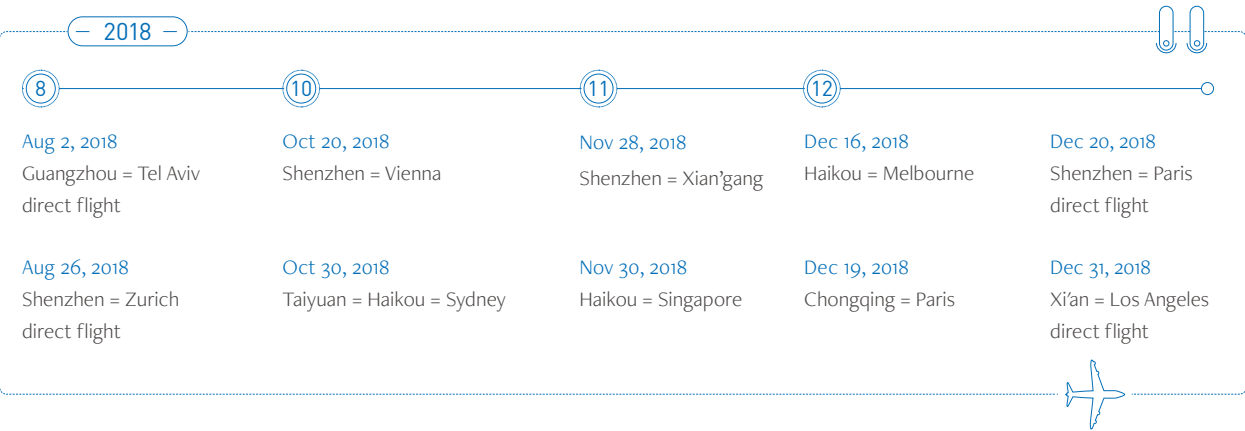 2018
8
10
11
12
Aug 2, 2018
Guangzhou = Tel Aviv
direct flight
Aug 26, 2018
Shenzhen = Zurich
direct flight
Oct 20, 2018
Shenzhen = Vienna
Oct 30, 2018
Taiyuan = Haikou = Sydney
Nov 28, 2018
Shenzhen = Xian’gang
Nov 30, 2018
Haikou = Singapore
Dec 16, 2018
Haikou = Melbourne
Dec 19, 2018
Chongqing = Paris
Dec 20, 2018
Shenzhen = Paris
direct flight
Dec 31, 2018
Xi’an = Los Angeles
direct flight